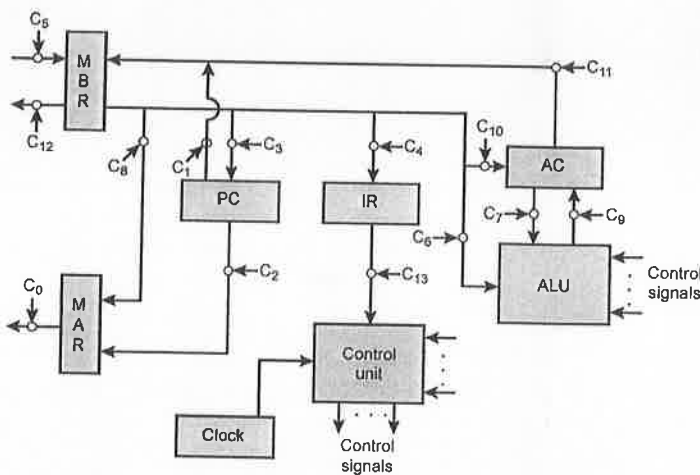 C5
M
B
R
C11
C12
C8
C1
C3
C4
C10
AC
PC
IR
C7
C9
C6
C2
C13
ALU
Control
signals
C0
M
A
R
Control
unit
Clock
Control
signals